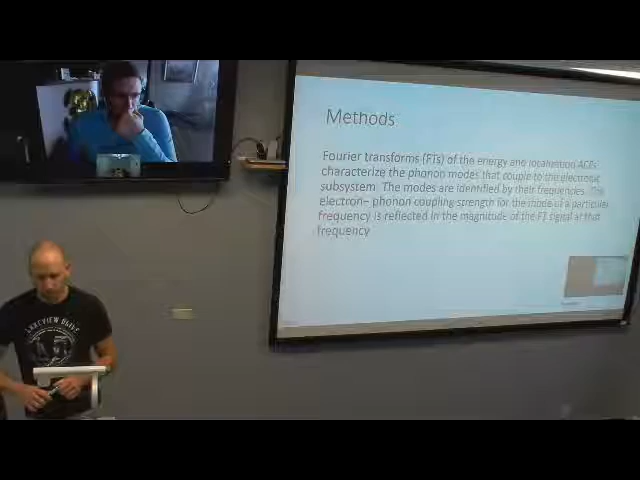 Methods
Fourier transforms (FTs) of the energy and localization ACFs
characterize the phonon modes that couple to the electronic
subsystem. The modes are identified by their frequencies. The
electron– phonon coupling strength for the mode of a particular
frequency is reflected in the magnitude of the FT signal at that
frequency
LAKEVIEW